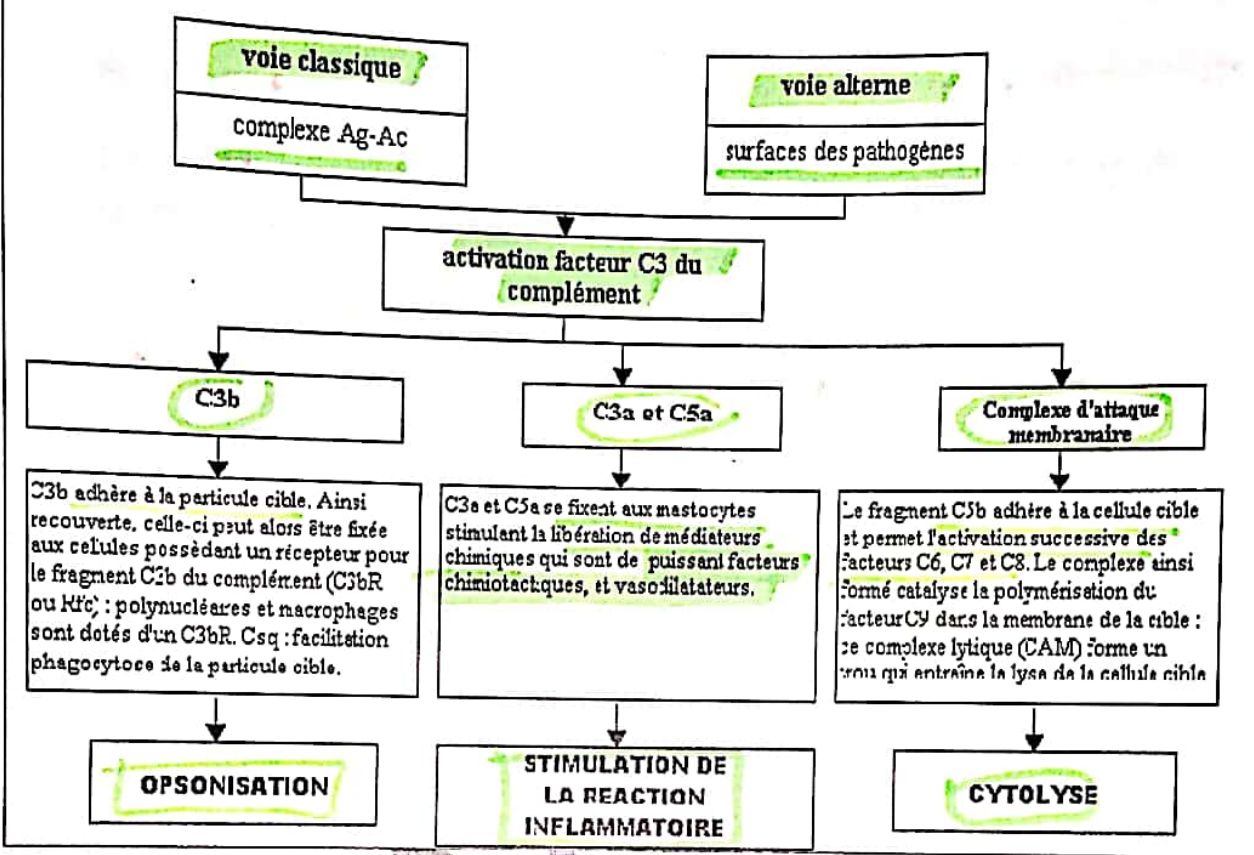 voie classique
complexe Ag-Ac
voie alterne
surfaces des pathogènes
activation facteur C3 du
complément
C3b
C3b adhère à la particule cible. Ainsi
recouverte, celle-ci peut alors être fixée
aux cellules possèdant un récepteur pour
le fragment C3b du complément (C3bR
ou Rfc) : polynucléares et macrophages
sont dotés d'un C3bR. Csq : facilitation
phagocytose de la particule cible.
OPSONISATION
C3a et C5a
C3a et C5a se fixent aux mastocytes
stimulant la libération de médiateurs
chimiques qui sont de puissant facteurs
chimiotactques, et vasodilatateurs.
STIMULATION DE
LA REACTION
INFLAMMATOIRE
Complexe d'attaque
membranaire
Le fragment C5b adhère à la cellule cible
et permet l'activation successive des
facteurs C6, C7 et C8. Le complexe ainsi
formé catalyse la polymérisation du
facteur C9 dans la membrane de la cible :
ce complexe lytique (CAM) forme un
trou qui entraîne la lyse de la cellule cible
CYTOLYSE